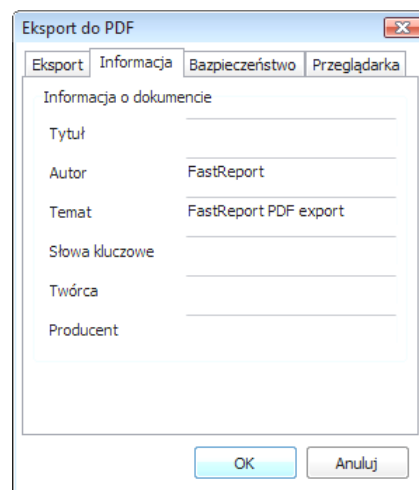 Eksport do PDF
Eksport Informacja Bazpieczeństwo Przeglądarka
Informacja o dokumencie
Tytuł
Autor FastReport
Temat FastReport PDF export
Słowa kluczowe
Twórca
Producent
OK Anuluj